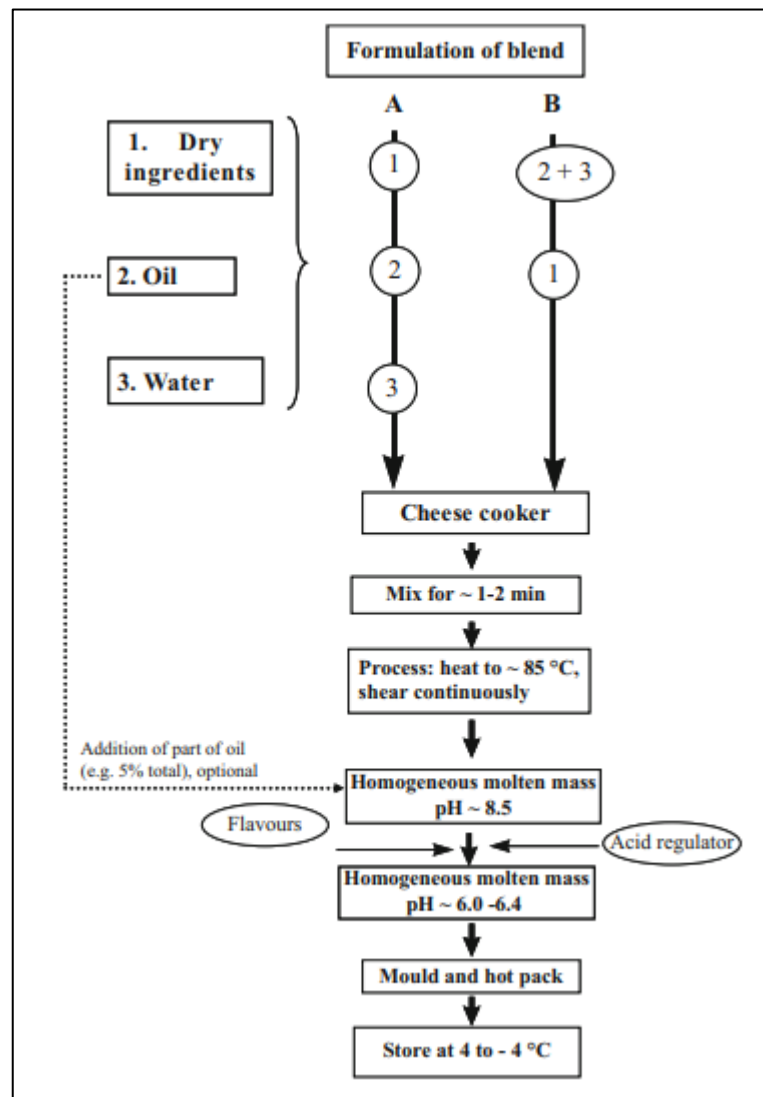 Formulation of blend
A
B
1. Dry
ingredients
1
2 + 3
2. Oil
2
1
3. Water
3
Cheese cooker
Mix for ~ 1-2 min
Process: heat to ~ 85 °C,
shear continuously
Addition of part of oil
(e.g. 5% total), optional
Homogeneous molten mass
pH ~ 8.5
Flavours
Acid regulator
Homogeneous molten mass
pH ~ 6.0 -6.4
Mould and hot pack
Store at 4 to - 4 °C